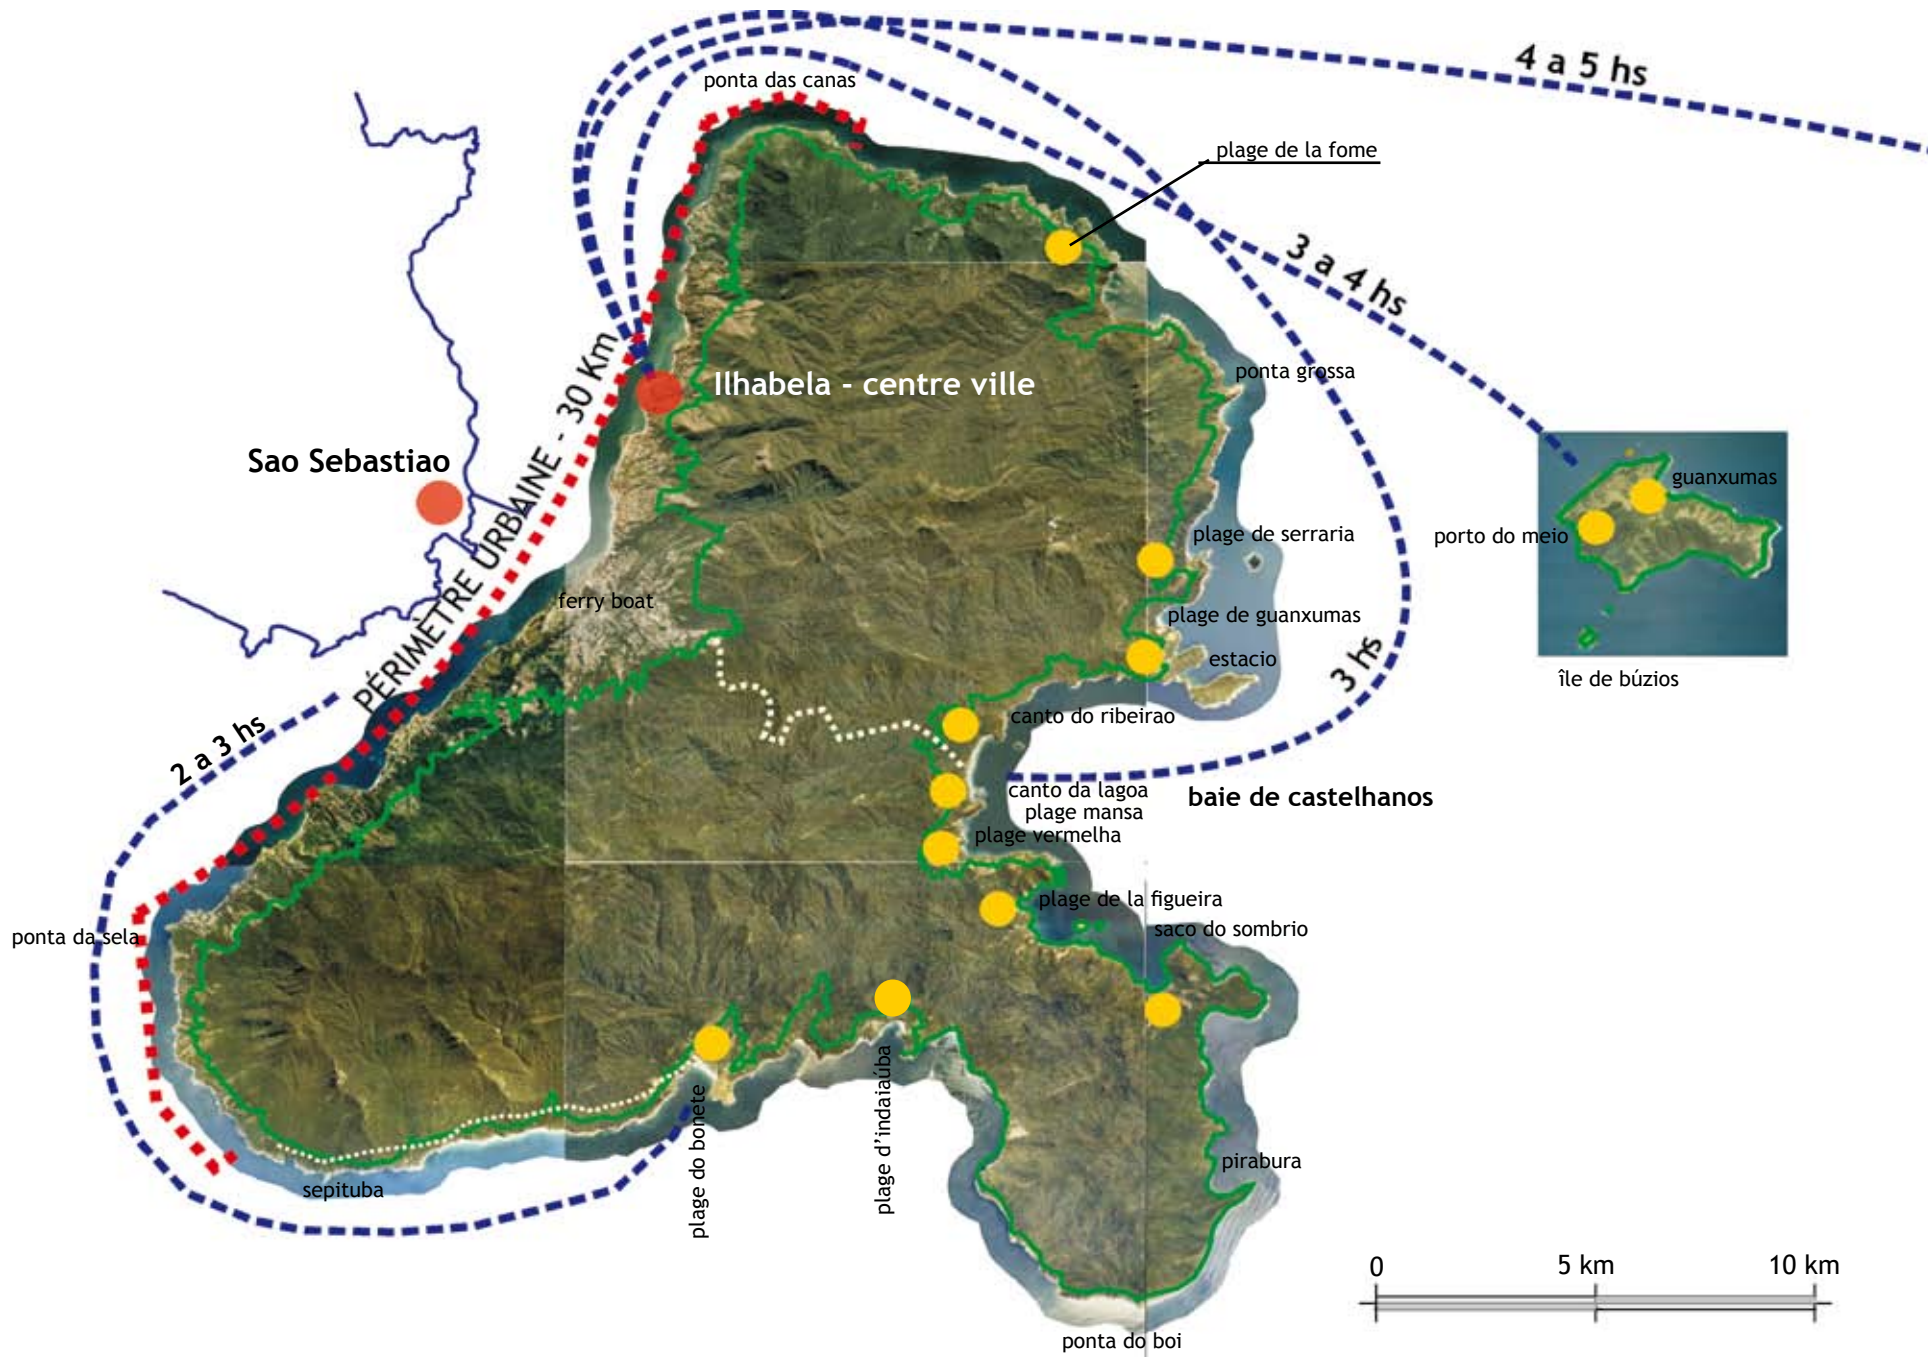 4 a 5 hs
ponta das canas
plage de la fome
3 a 4 hs
ponta grossa
Ilhabela - centre ville
Sao Sebastiao
PÉRIMÈTRE URBAINE - 30 Km
guanxumas
porto do meio
plage de serraria
ferry boat
plage de guanxumas
estacio
île de búzios
3 hs
canto do ribeirao
2 a 3 hs
canto da lagoa
plage mansa
baie de castelhanos
plage vermelha
plage de la figueira
saco do sombrio
ponta da sela
plage do bonete
plage d'indaiaúba
pirabura
sepituba
0
5 km
10 km
ponta do boi